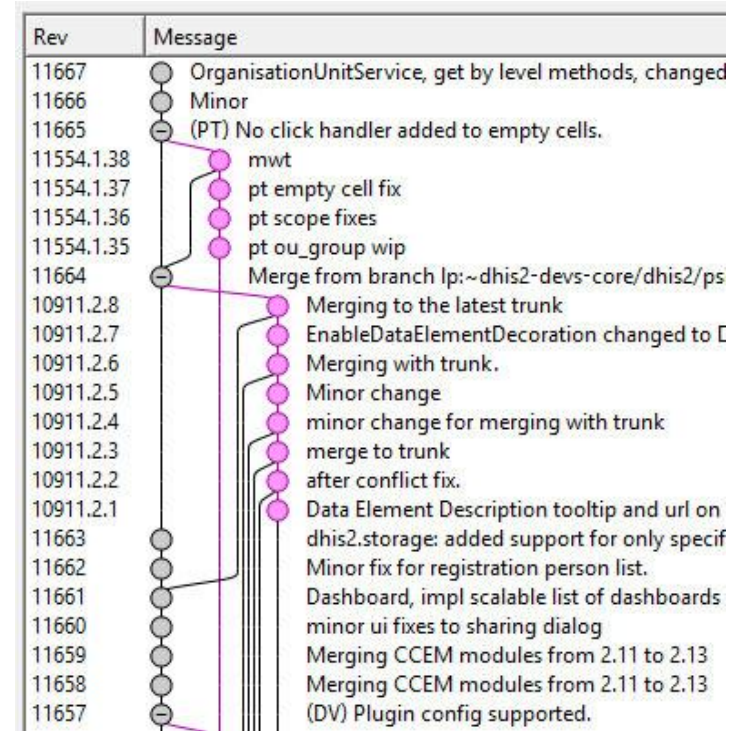 Rev Message
11667 OrganisationUnitService, get by level methods, changed
11666 Minor
11665 (PT) No click handler added to empty cells.
11554.1.38 mwt
11554.1.37 pt empty cell fix
11554.1.36 pt scope fixes
11554.1.35 pt ou_group wip
11664 Merge from branch lp:~dhis2-devs-core/dhis2/ps
10911.2.8 Merging to the latest trunk
10911.2.7 EnableDataElementDecoration changed to D
10911.2.6 Merging with trunk.
10911.2.5 Minor change
10911.2.4 minor change for merging with trunk
10911.2.3 merge to trunk
10911.2.2 after conflict fix.
10911.2.1 Data Element Description tooltip and url on
11663 dhis2.storage: added support for only specif
11662 Minor fix for registration person list.
11661 Dashboard, impl scalable list of dashboards
11660 minor ui fixes to sharing dialog
11659 Merging CCEM modules from 2.11 to 2.13
11658 Merging CCEM modules from 2.11 to 2.13
11657 (DV) Plugin config supported.